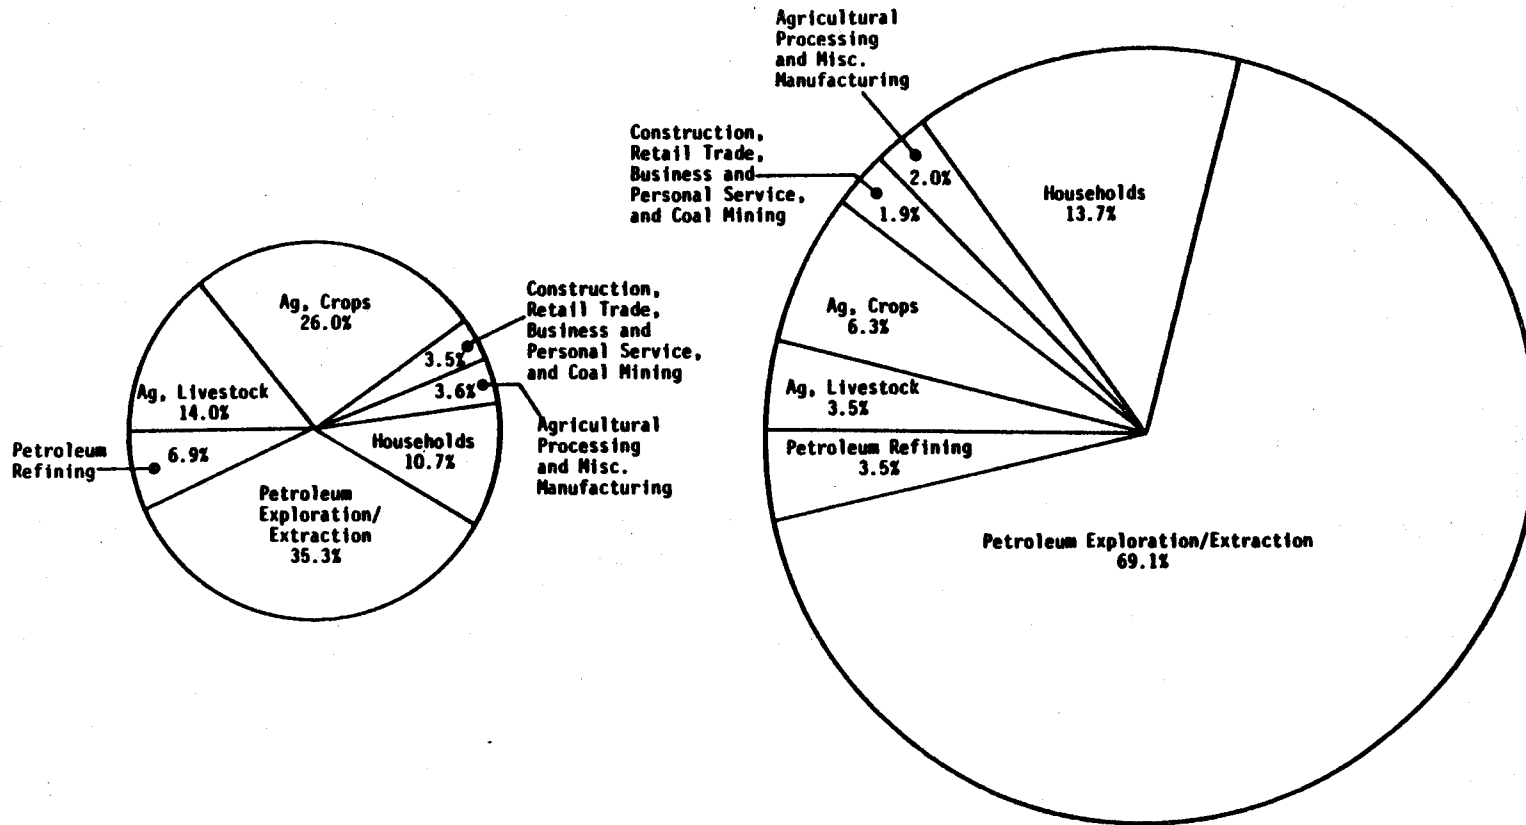 Agricultural
Processing
and Misc.
Manufacturing
Construction,
Retail Trade,
Business and
Personal Service,
and Coal Mining
2.0%
1.9%
Households
13.7%
Ag, Crops
6.3%
Ag, Livestock
3.5%
Petroleum Refining
3.5%
Petroleum Exploration/Extraction
69.1%
Ag, Crops
26.0%
Construction,
Retail Trade,
Business and
Personal Service,
and Coal Mining
3.5%
3.6%
Agricultural
Processing
and Misc.
Manufacturing
Ag, Livestock
14.0%
Households
10.7%
Petroleum
Refining
6.9%
Petroleum
Exploration/
Extraction
35.3%